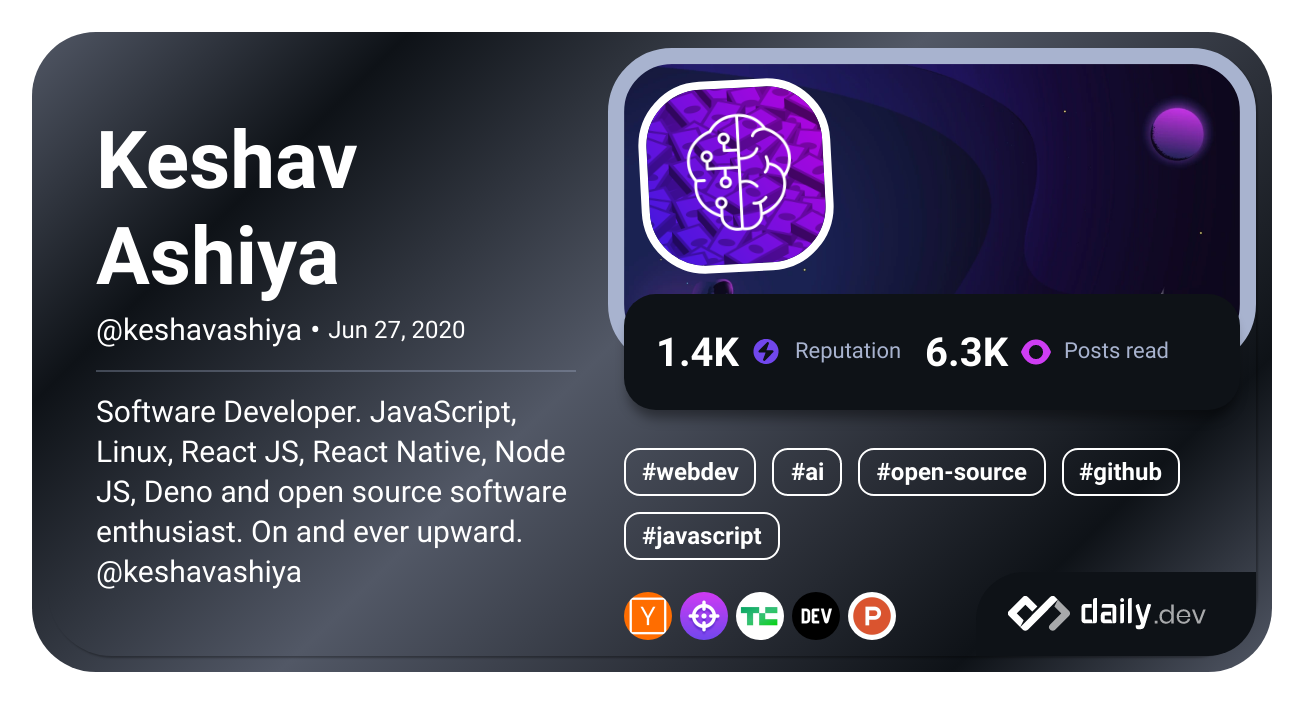 Keshav
Ashiya
@keshavashiya • Jun 27, 2020
Software Developer. JavaScript,
Linux, React JS, React Native, Node
JS, Deno and open source software
enthusiast. On and ever upward.
@keshavashiya
1.4K Reputation 6.3K Posts read
#webdev #ai #open-source #github
#javascript
Y TC DEV P
daily.dev